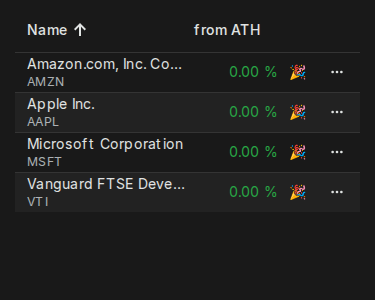 Name ↑ from ATH
Amazon.com, Inc. Co... 0.00 % 🎉 ...
AMZN
Apple Inc. 0.00 % 🎉 ...
AAPL
Microsoft Corporation 0.00 % 🎉 ...
MSFT
Vanguard FTSE Deve... 0.00 % 🎉 ...
VTI